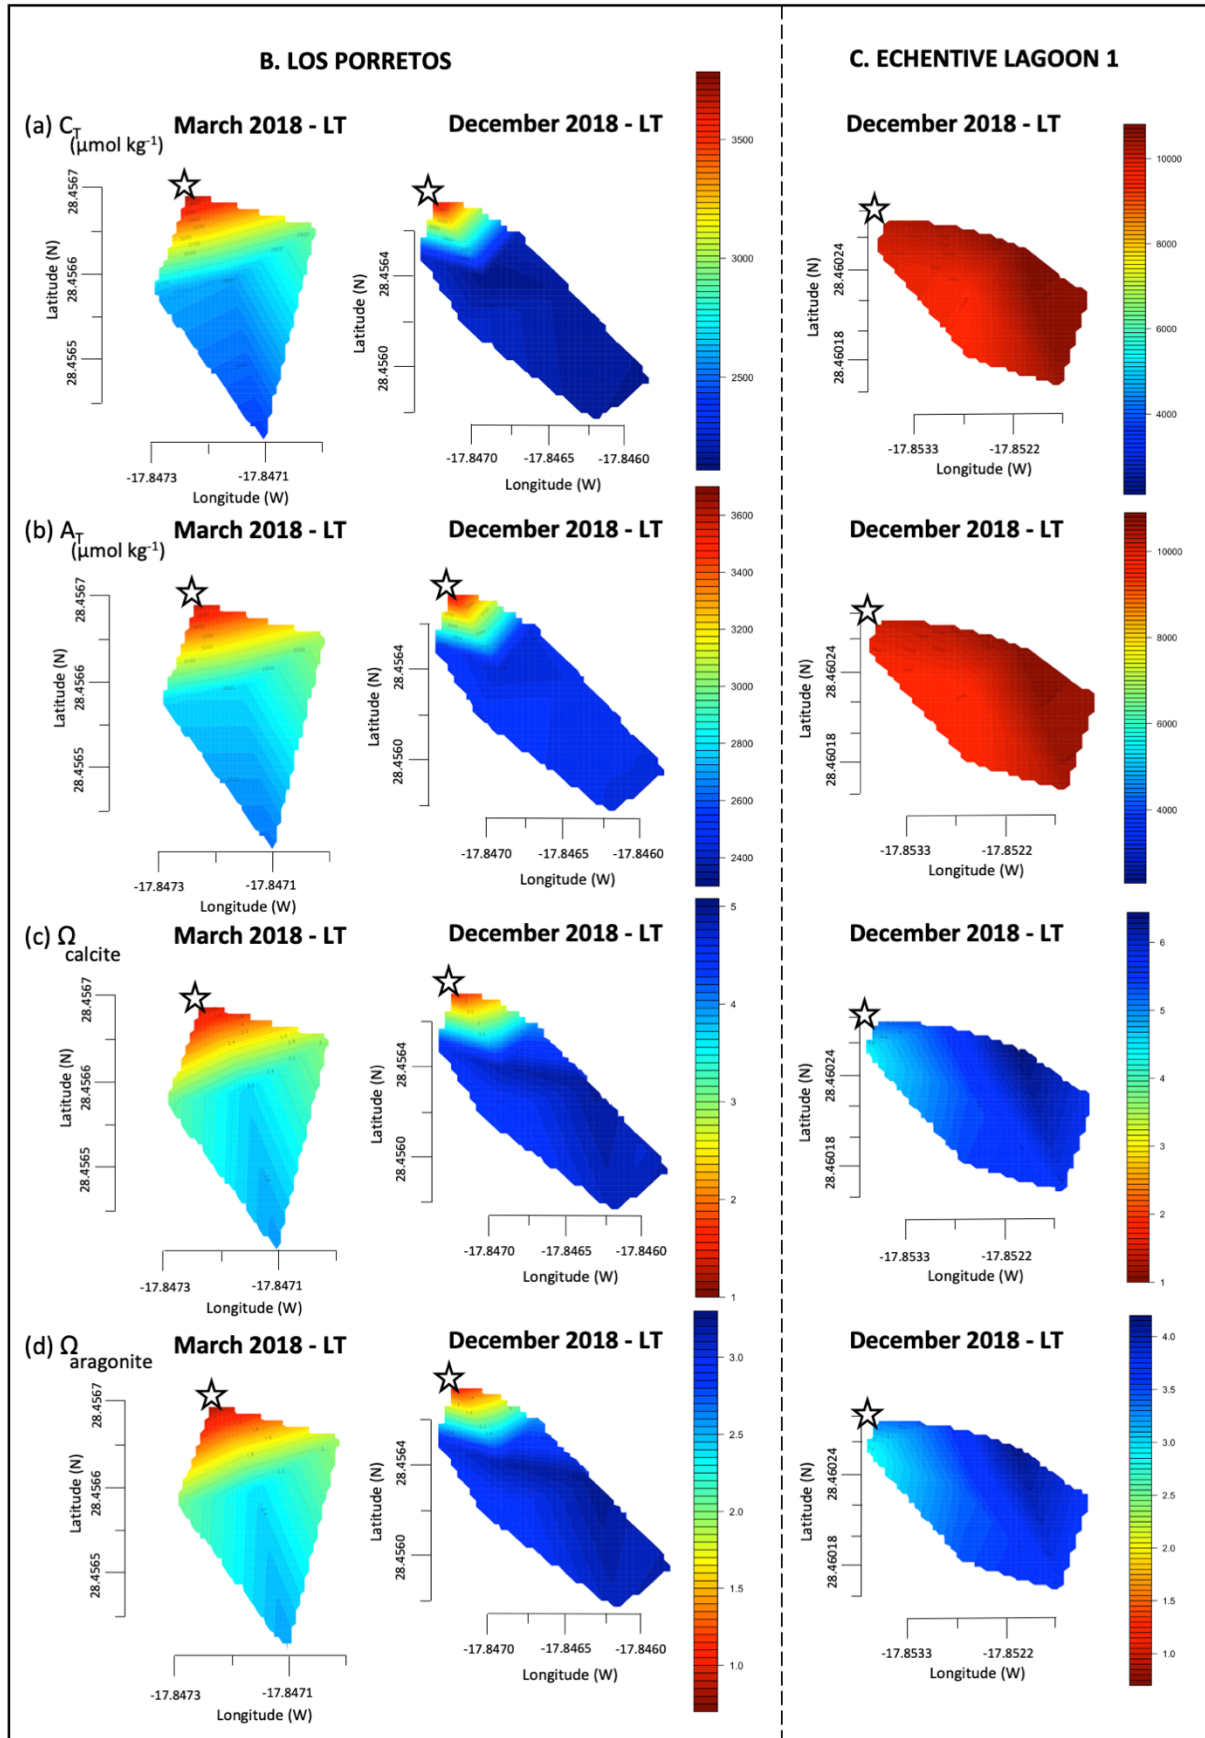 B. LOS PORRETOS
C. ECHENTIVE LAGOON 1
(a) C_T (μmol kg⁻¹)
March 2018 - LT
December 2018 - LT
December 2018 - LT
Latitude (N)
28.4567
28.4566
28.4565
-17.8473
-17.8471
Longitude (W)
Latitude (N)
28.4564
28.4560
-17.8470
-17.8465
-17.8460
Longitude (W)
3500
3000
2500
Latitude (N)
28.46024
28.46018
-17.8533
-17.8522
Longitude (W)
10000
8000
6000
4000
(b) A_T (μmol kg⁻¹)
March 2018 - LT
December 2018 - LT
December 2018 - LT
Latitude (N)
28.4567
28.4566
28.4565
-17.8473
-17.8471
Longitude (W)
Latitude (N)
28.4564
28.4560
-17.8470
-17.8465
-17.8460
Longitude (W)
3600
3400
3200
3000
2800
2600
2400
Latitude (N)
28.46024
28.46018
-17.8533
-17.8522
Longitude (W)
10000
8000
6000
4000
(c) Ω calcite
March 2018 - LT
December 2018 - LT
December 2018 - LT
Latitude (N)
28.4567
28.4566
28.4565
-17.8473
-17.8471
Longitude (W)
Latitude (N)
28.4564
28.4560
-17.8470
-17.8465
-17.8460
Longitude (W)
5
4
3
2
1
Latitude (N)
28.46024
28.46018
-17.8533
-17.8522
Longitude (W)
6
5
4
3
2
1
(d) Ω aragonite
March 2018 - LT
December 2018 - LT
December 2018 - LT
Latitude (N)
28.4567
28.4566
28.4565
-17.8473
-17.8471
Longitude (W)
Latitude (N)
28.4564
28.4560
-17.8470
-17.8465
-17.8460
Longitude (W)
3.0
2.5
2.0
1.5
1.0
Latitude (N)
28.46024
28.46018
-17.8533
-17.8522
Longitude (W)
4.0
3.5
3.0
2.5
2.0
1.5
1.0